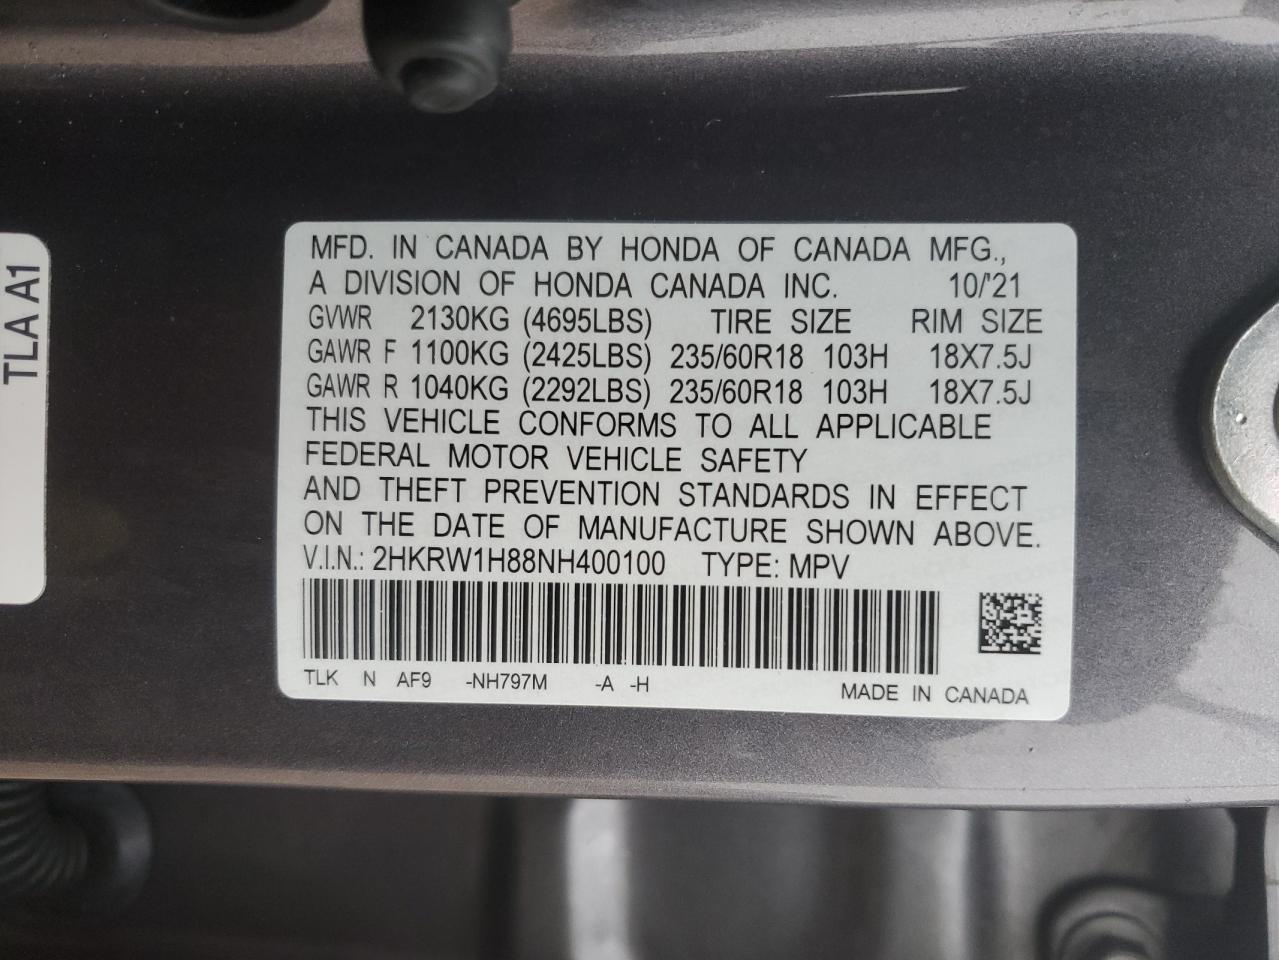 MFD. IN CANADA BY HONDA OF CANADA MFG.,
A DIVISION OF HONDA CANADA INC. 10/'21
GVWR 2130KG (4695LBS) TIRE SIZE RIM SIZE
GAWR F 1100KG (2425LBS) 235/60R18 103H 18X7.5J
GAWR R 1040KG (2292LBS) 235/60R18 103H 18X7.5J
THIS VEHICLE CONFORMS TO ALL APPLICABLE
FEDERAL MOTOR VEHICLE SAFETY
AND THEFT PREVENTION STANDARDS IN EFFECT
ON THE DATE OF MANUFACTURE SHOWN ABOVE.
V.I.N.: 2HKRW1H88NH400100 TYPE: MPV
TLK N AF9 -NH797M -A -H MADE IN CANADA
TLA A1